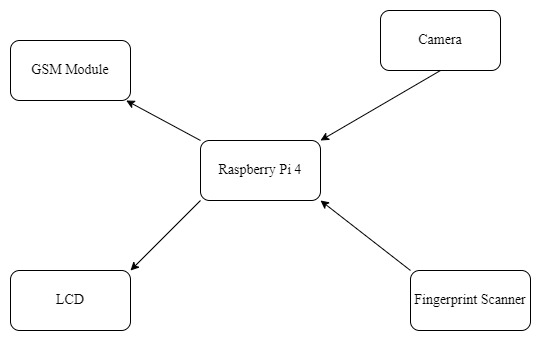 Camera
GSM Module
Raspberry Pi 4
LCD
Fingerprint Scanner